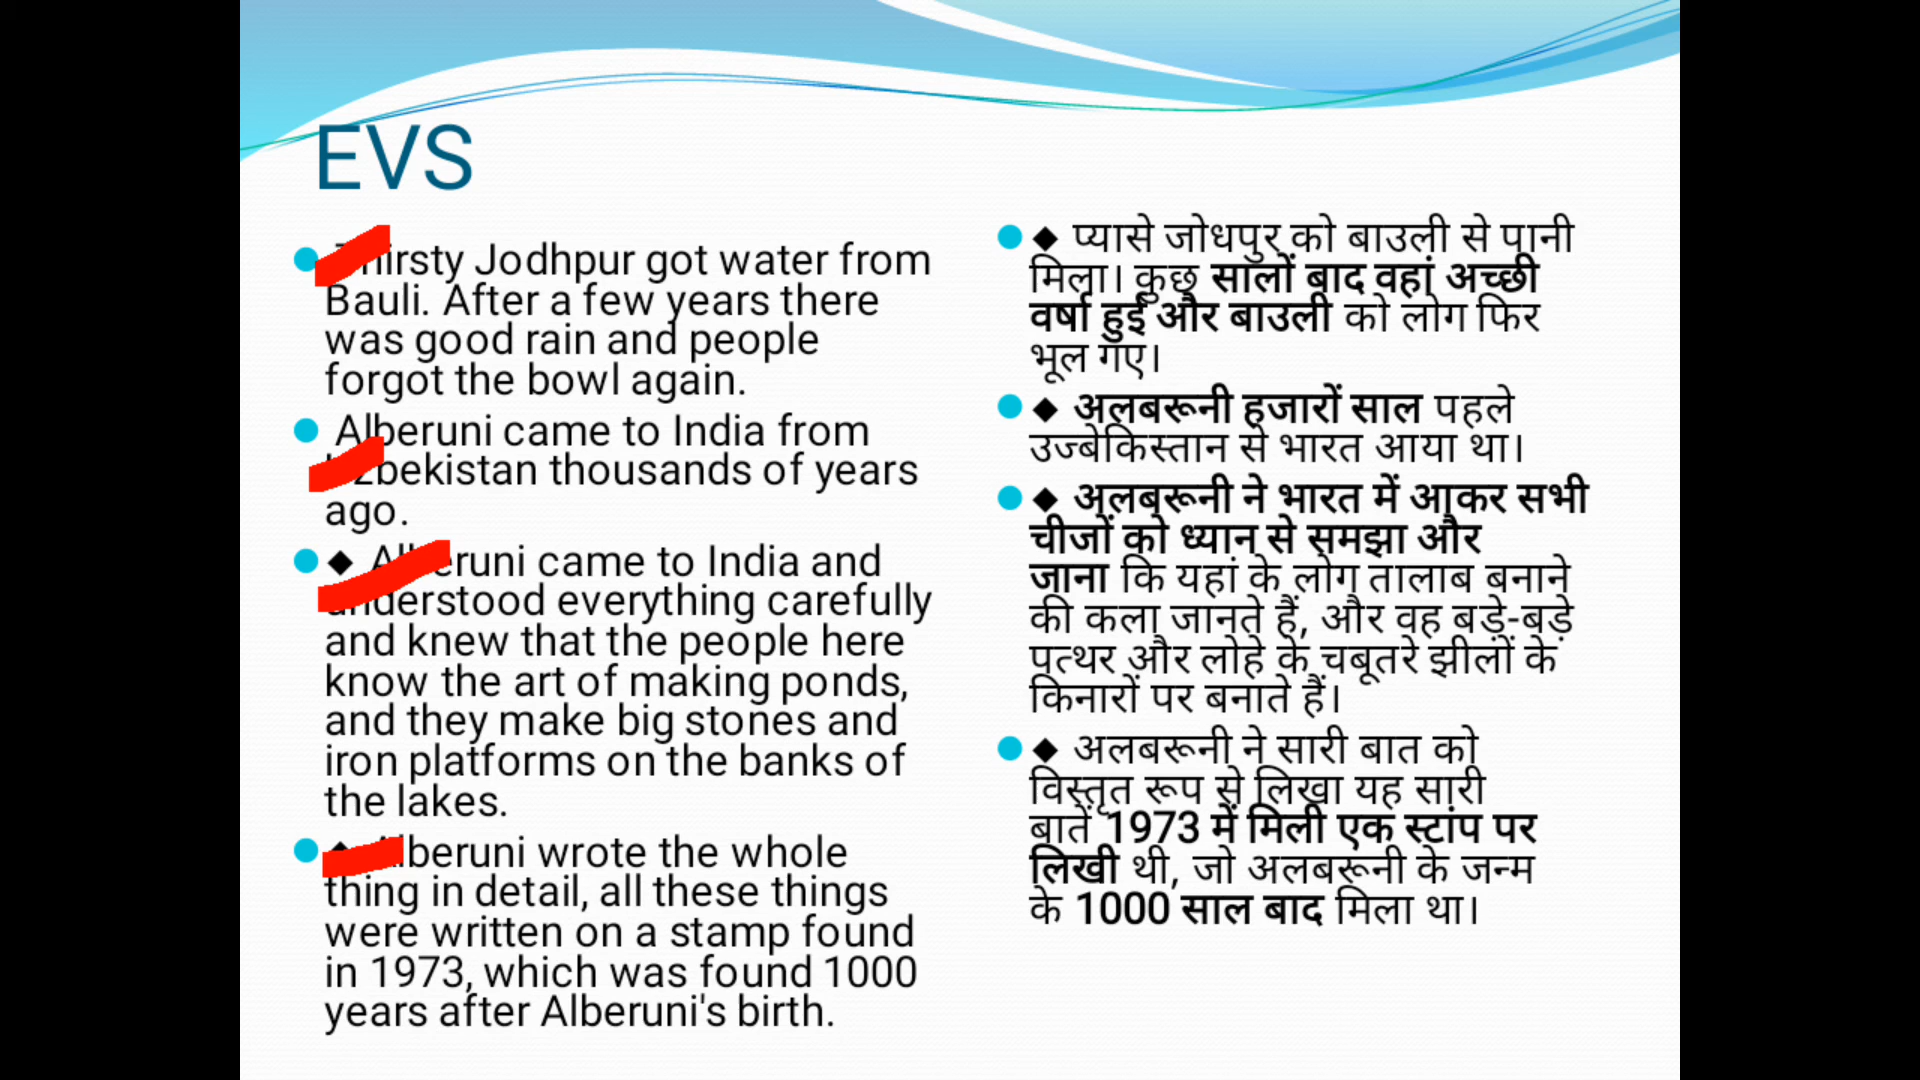 EVS
Thirsty Jodhpur got water from
Bauli. After a few years there
was good rain and people
forgot the bowl again.
Alberuni came to India from
Uzbekistan thousands of years
ago.
◆ Alberuni came to India and
understood everything carefully
and knew that the people here
know the art of making ponds,
and they make big stones and
iron platforms on the banks of
the lakes.
◆ Alberuni wrote the whole
thing in detail, all these things
were written on a stamp found
in 1973, which was found 1000
years after Alberuni's birth.
◆ प्यासे जोधपुर को बाउली से पानी
मिला। कुछ सालों बाद वहां अच्छी
वर्षा हुई और बाउली को लोग फिर
भूल गए।
◆ अलबरूनी हजारों साल पहले
उज्बेकिस्तान से भारत आया था।
◆ अलबरूनी ने भारत में आकर सभी
चीजों को ध्यान से समझा और
जाना कि यहां के लोग तालाब बनाने
की कला जानते हैं, और वह बड़े-बड़े
पत्थर और लोहे के चबूतरे झीलों के
किनारों पर बनाते हैं।
◆ अलबरूनी ने सारी बात को
विस्तृत रूप से लिखा यह सारी
बातें 1973 में मिली एक स्टांप पर
लिखी थी, जो अलबरूनी के जन्म
के 1000 साल बाद मिला था।